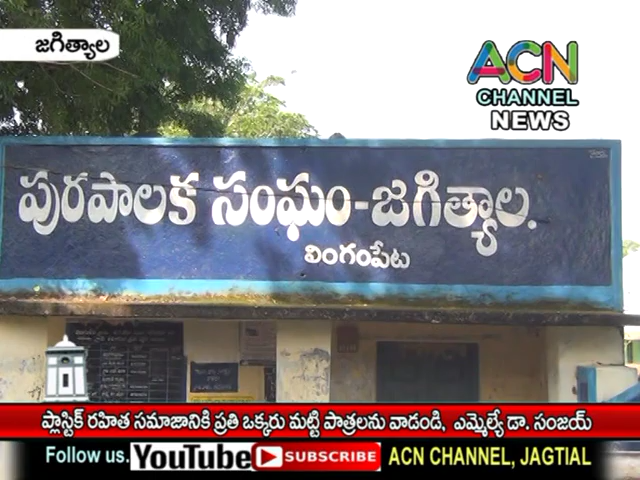 జగిత్యాల
ACN
CHANNEL
NEWS
పురపాలక సంఘం-జగిత్యాల.
వింగంపేట
ప్లాస్టిక్ రహిత సమాజానికి ప్రతి ఒక్కరు మట్టి పాత్రలను వాడండి, ఎమ్మెల్యే డా. సంజయ్
Follow us. YouTube SUBSCRIBE ACN CHANNEL, JAGTIAL